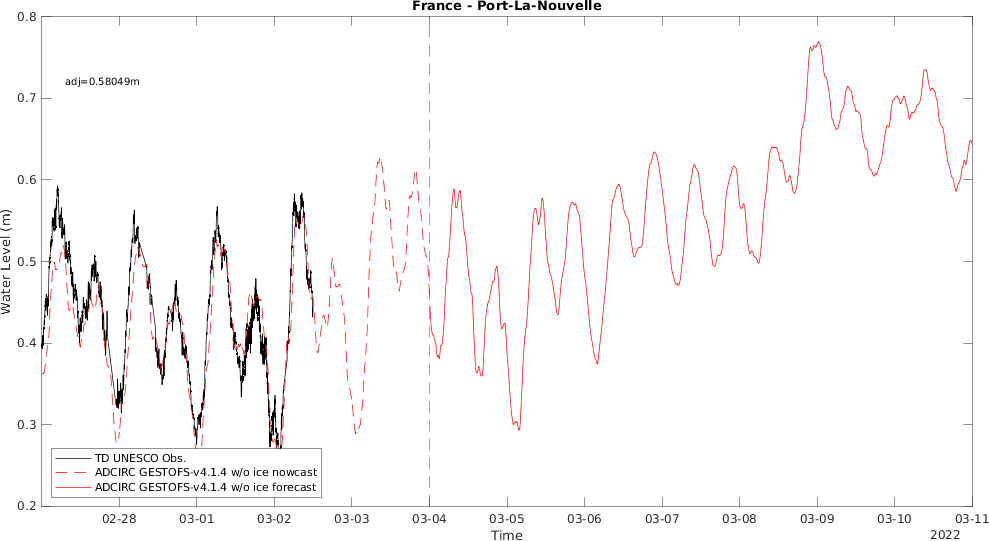 France - Port-La-Nouvelle
0.8
adj=0.58049m
0.7
0.6
0.5
0.4
0.3
0.2
Water Level (m)
TD UNESCO Obs.
ADCIRC GESTOFS-v4.1.4 w/o ice nowcast
ADCIRC GESTOFS-v4.1.4 w/o ice forecast
02-28 03-01 03-02 03-03 03-04 03-05 03-06 03-07 03-08 03-09 03-10 03-11
Time
2022